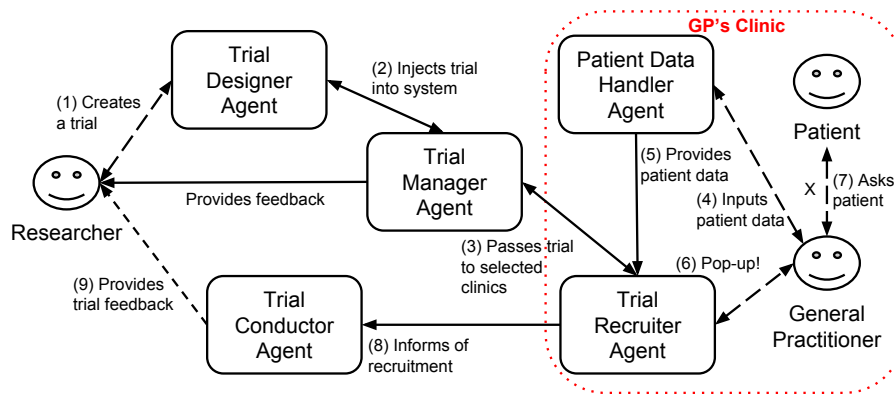 GP's Clinic
Trial
Designer
Agent
(2) Injects trial
into system
Patient Data
Handler
Agent
Patient
(1) Creates
a trial
Researcher
Provides feedback
Trial
Manager
Agent
(5) Provides
patient data
(4) Inputs
patient data
X
(7) Asks
patient
(3) Passes trial
to selected
clinics
(6) Pop-up!
General
Practitioner
(9) Provides
trial feedback
Trial
Conductor
Agent
(8) Informs of
recruitment
Trial
Recruiter
Agent